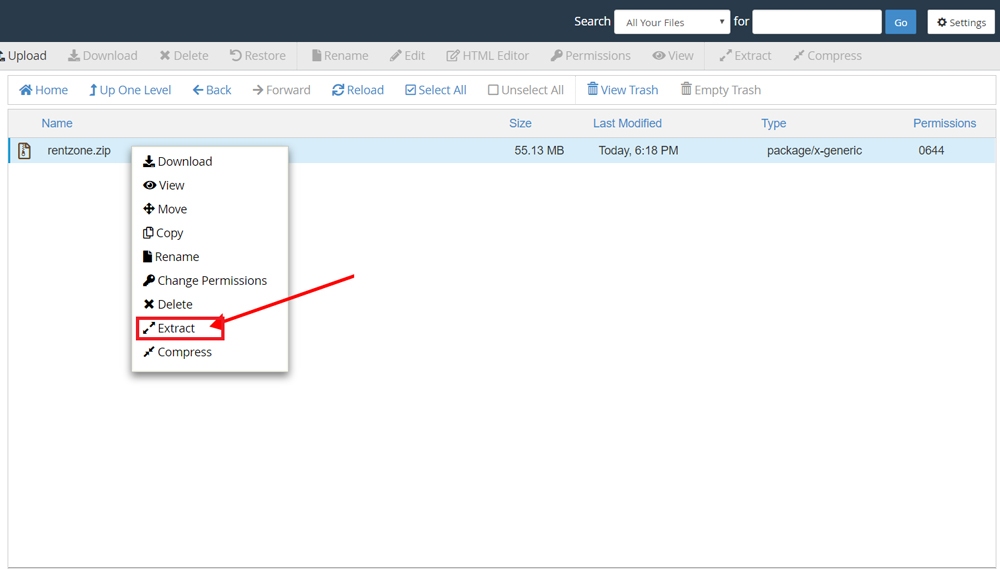 Search All Your Files for Go Settings
Upload Download Delete Restore Rename Edit HTML Editor Permissions View Extract Compress
Home Up One Level Back Forward Reload Select All Unselect All View Trash Empty Trash
Name Size Last Modified Type Permissions
rentzone.zip 55.13 MB Today, 6:18 PM package/x-generic 0644
Download
View
Move
Copy
Rename
Change Permissions
Delete
Extract
Compress